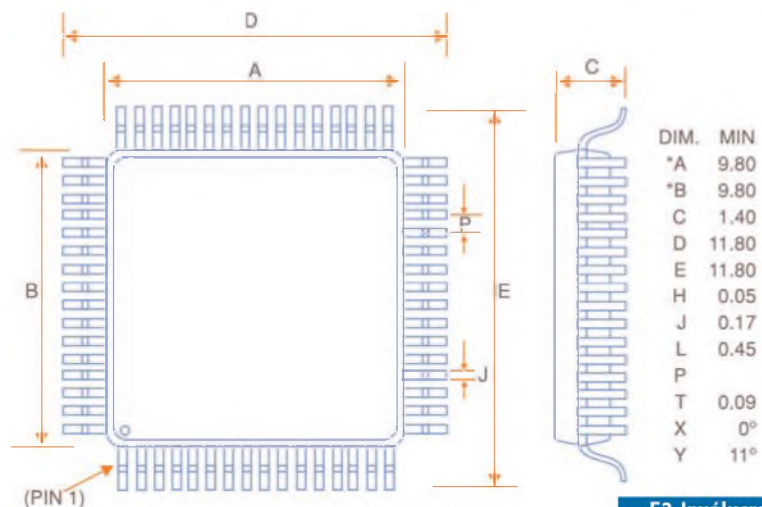 D
A
C
P
B
E
J
(PIN 1)
DIM. MIN
*A 9.80
*B 9.80
C 1.40
D 11.80
E 11.80
H 0.05
J 0.17
L 0.45
P
T 0.09
X 0°
Y 11°